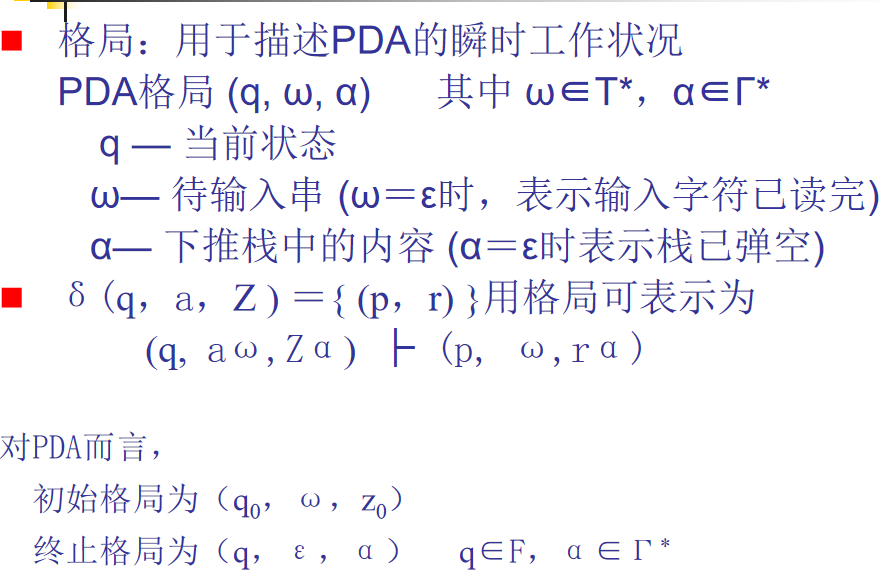 格局：用于描述PDA的瞬时工作状况
PDA格局 (q, ω, α) 其中 ω∈T*，α∈Γ*
q — 当前状态
ω— 待输入串 (ω＝ε时，表示输入字符已读完)
α— 下推栈中的内容 (α＝ε时表示栈已弹空)
δ（q，a，Z ) ＝{ (p，r) }用格局可表示为
(q, aω,Zα) ├（p, ω,rα）
对PDA而言，
初始格局为（q₀，ω，z₀）
终止格局为（q，ε，α） q∈F，α∈Γ*